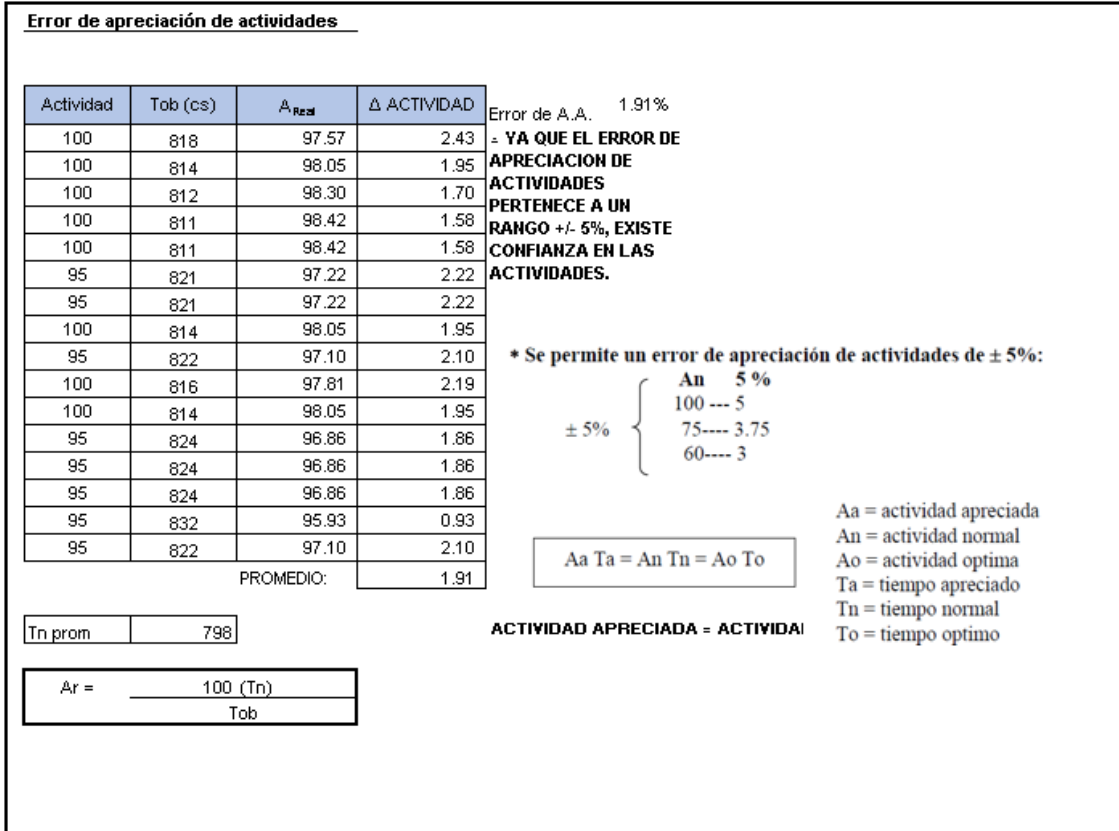 Error de apreciación de actividades
Actividad Tob (cs) A Real Δ ACTIVIDAD
100 818 97.57 2.43
100 814 98.05 1.95
100 812 98.30 1.70
100 811 98.42 1.58
100 811 98.42 1.58
95 821 97.22 2.22
95 821 97.22 2.22
100 814 98.05 1.95
95 822 97.10 2.10
100 816 97.81 2.19
100 814 98.05 1.95
95 824 96.86 1.86
95 824 96.86 1.86
95 824 96.86 1.86
95 832 95.93 0.93
95 822 97.10 2.10
PROMEDIO: 1.91
Tn prom 798
Ar = 100 (Tn)
Tob
Error de A.A. 1.91%
= YA QUE EL ERROR DE
APRECIACION DE
ACTIVIDADES
PERTENECE A UN
RANGO +/- 5%, EXISTE
CONFIANZA EN LAS
ACTIVIDADES.
* Se permite un error de apreciación de actividades de ± 5%:
An 5 %
100 --- 5
± 5% 75---- 3.75
60---- 3
Aa Ta = An Tn = Ao To
ACTIVIDAD APRECIADA = ACTIVIDAI
Aa = actividad apreciada
An = actividad normal
Ao = actividad optima
Ta = tiempo apreciado
Tn = tiempo normal
To = tiempo optimo